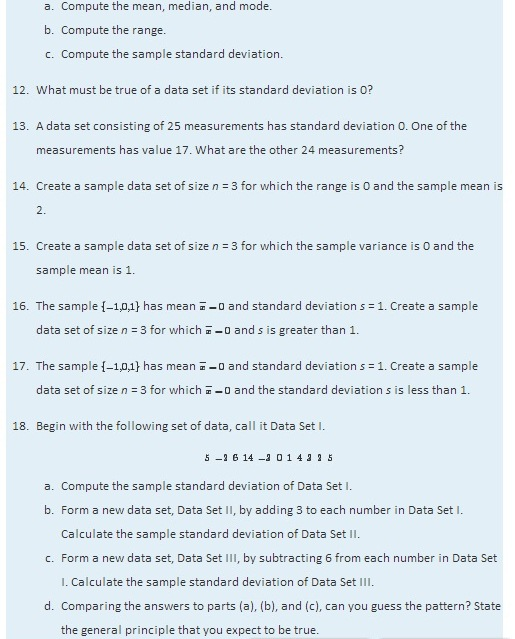 a. Compute the mean, median, and mode.
b. Compute the range.
c. Compute the sample standard deviation.
12. What must be true of a data set if its standard deviation is 0?
13. A data set consisting of 25 measurements has standard deviation 0. One of the
measurements has value 17. What are the other 24 measurements?
14. Create a sample data set of size n = 3 for which the range is 0 and the sample mean is
2.
15. Create a sample data set of size n = 3 for which the sample variance is 0 and the
sample mean is 1.
16. The sample {−1,0,1} has mean x̅ = 0 and standard deviation s = 1. Create a sample
data set of size n = 3 for which x̅ = 0 and s is greater than 1.
17. The sample {−1,0,1} has mean x̅ = 0 and standard deviation s = 1. Create a sample
data set of size n = 3 for which x̅ = 0 and the standard deviation s is less than 1.
18. Begin with the following set of data, call it Data Set I.
5 6 14 0 1 4 5
a. Compute the sample standard deviation of Data Set I.
b. Form a new data set, Data Set II, by adding 3 to each number in Data Set I.
Calculate the sample standard deviation of Data Set II.
c. Form a new data set, Data Set III, by subtracting 6 from each number in Data Set
I. Calculate the sample standard deviation of Data Set III.
d. Comparing the answers to parts (a), (b), and (c), can you guess the pattern? State
the general principle that you expect to be true.